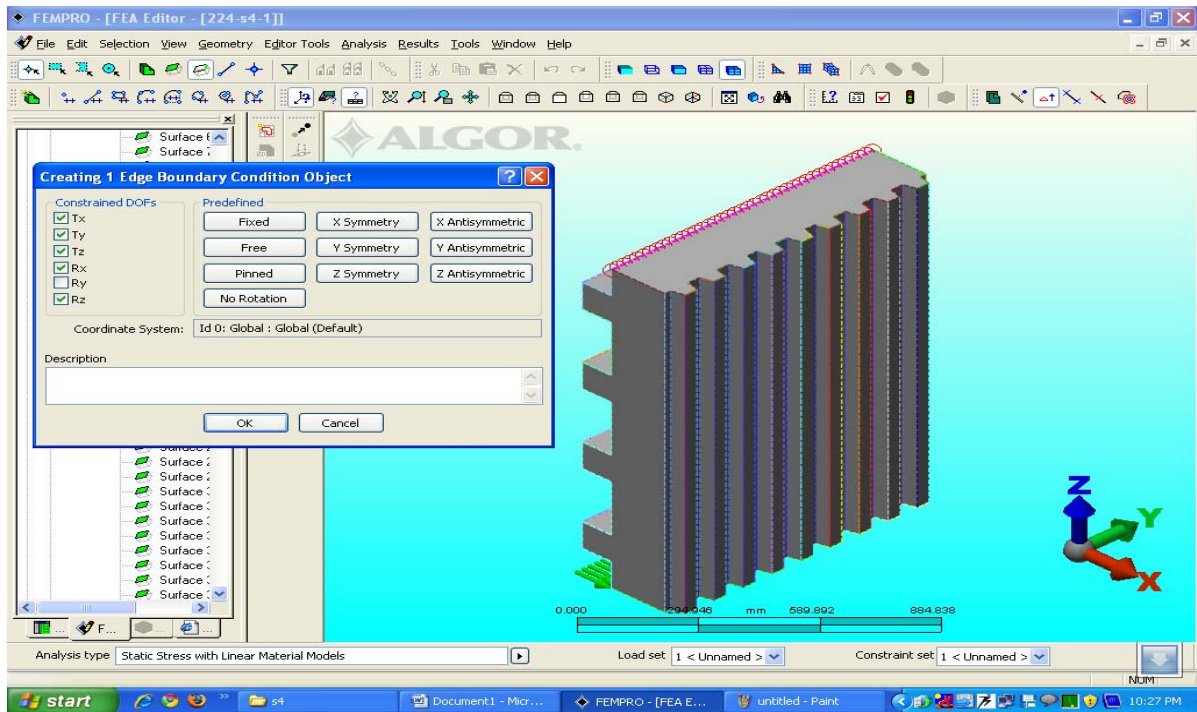 FEMPRO - [FEA Editor - [224-s4-1]]
File Edit Selection View Geometry Editor Tools Analysis Results Tools Window Help
Surface
Surface
ALGOR
Creating 1 Edge Boundary Condition Object
Constrained DOFs
Predefined
Tx
Fixed
X Symmetry
X Antisymmetric
Ty
Tz
Free
Y Symmetry
Y Antisymmetric
Rx
Pinned
Z Symmetry
Z Antisymmetric
Ry
Rz
No Rotation
Coordinate System: Id 0: Global : Global (Default)
Description
OK
Cancel
Surface 2
Surface 2
Surface
Surface
Surface
Surface
Surface
Surface
Surface
Surface
Z
Y
X
0.000 294.946 mm 589.892 884.838
F...
Analysis type Static Stress with Linear Material Models
Load set 1 < Unnamed >
Constraint set 1 < Unnamed >
NUM
start
s4
Document1 - Micr...
FEMPRO - [FEA E...
untitled - Paint
10:27 PM